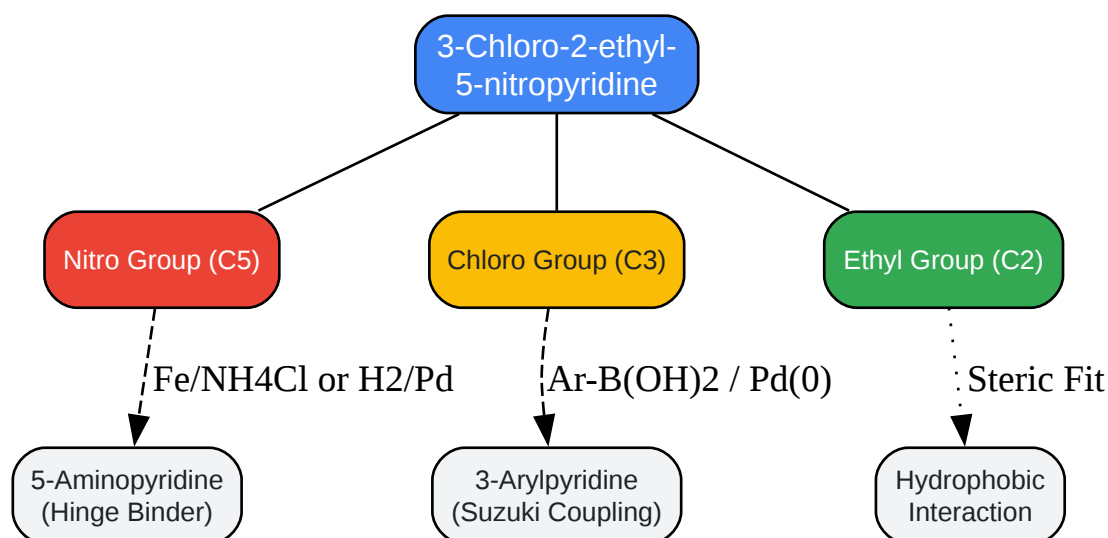 3-Chloro-2-ethyl-
5-nitropyridine
Nitro Group (C5)
Chloro Group (C3)
Ethyl Group (C2)
Fe/NH4Cl or H2/Pd
Ar-B(OH)2 / Pd(0)
Steric Fit
5-Aminopyridine
(Hinge Binder)
3-Arylpyridine
(Suzuki Coupling)
Hydrophobic
Interaction